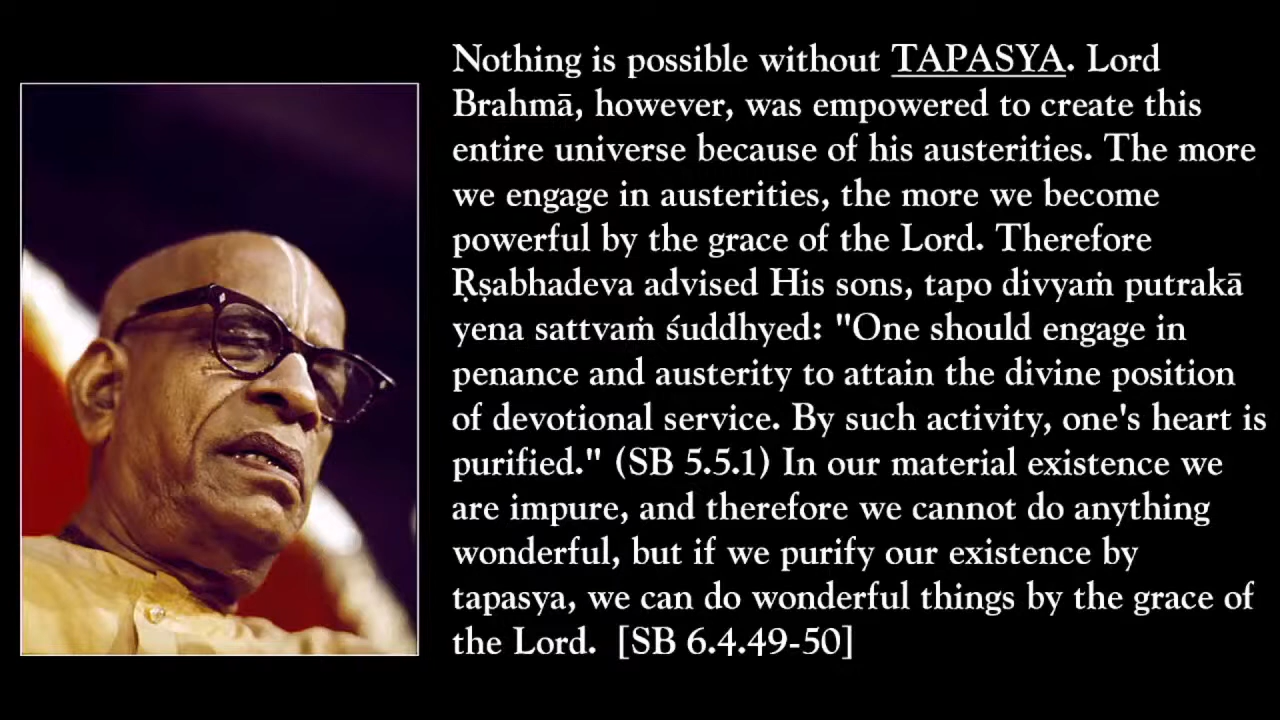 Nothing is possible without TAPASYA. Lord
Brahmā, however, was empowered to create this
entire universe because of his austerities. The more
we engage in austerities, the more we become
powerful by the grace of the Lord. Therefore
Ṛṣabhadeva advised His sons, tapo divyaṁ putrakā
yena sattvaṁ śuddhyed: "One should engage in
penance and austerity to attain the divine position
of devotional service. By such activity, one's heart is
purified." (SB 5.5.1) In our material existence we
are impure, and therefore we cannot do anything
wonderful, but if we purify our existence by
tapasya, we can do wonderful things by the grace of
the Lord.  [SB 6.4.49-50]